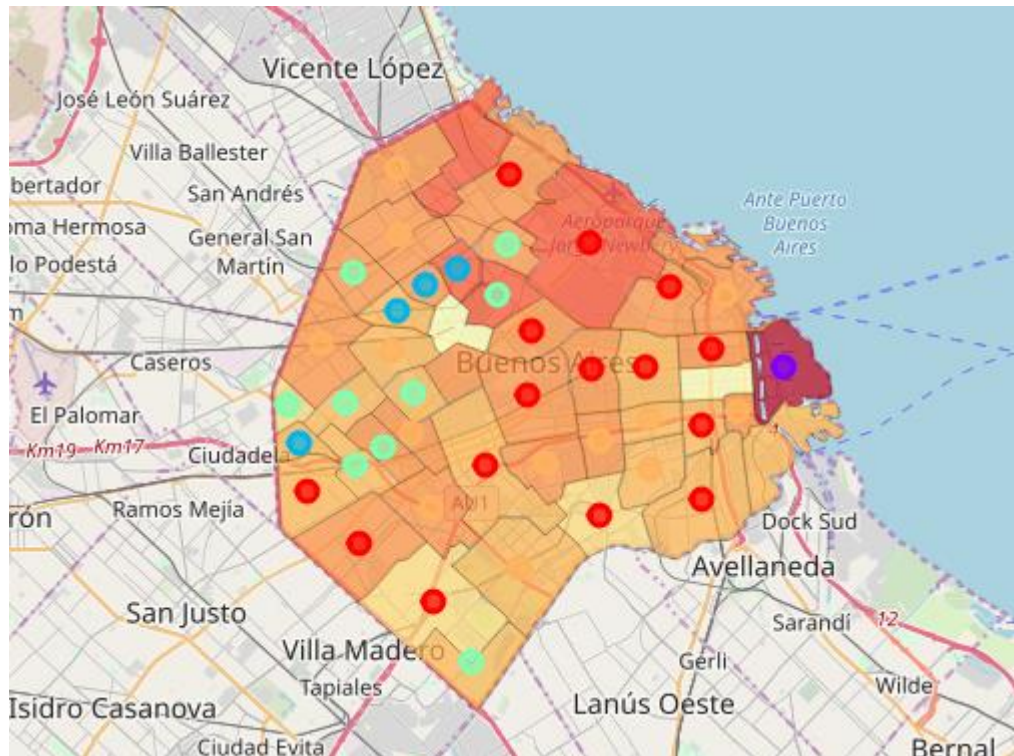 Vicente López
José León Suárez
Villa Ballester
bertador
San Andrés
oma Hermosa
General San
Martín
lo Podestá
m
Aeroparque
Jorge Newbery
Ante Puerto
Buenos
Aires
Caseros
Buenos Aires
El Palomar
Km19
Km17
Ciudadela
rón
Ramos Mejía
AU1
Dock Sud
Avellaneda
San Justo
Sarandí
12
Villa Madero
Gerli
Tapiales
Wilde
Isidro Casanova
Lanús Oeste
Ciudad Evita
Bernal